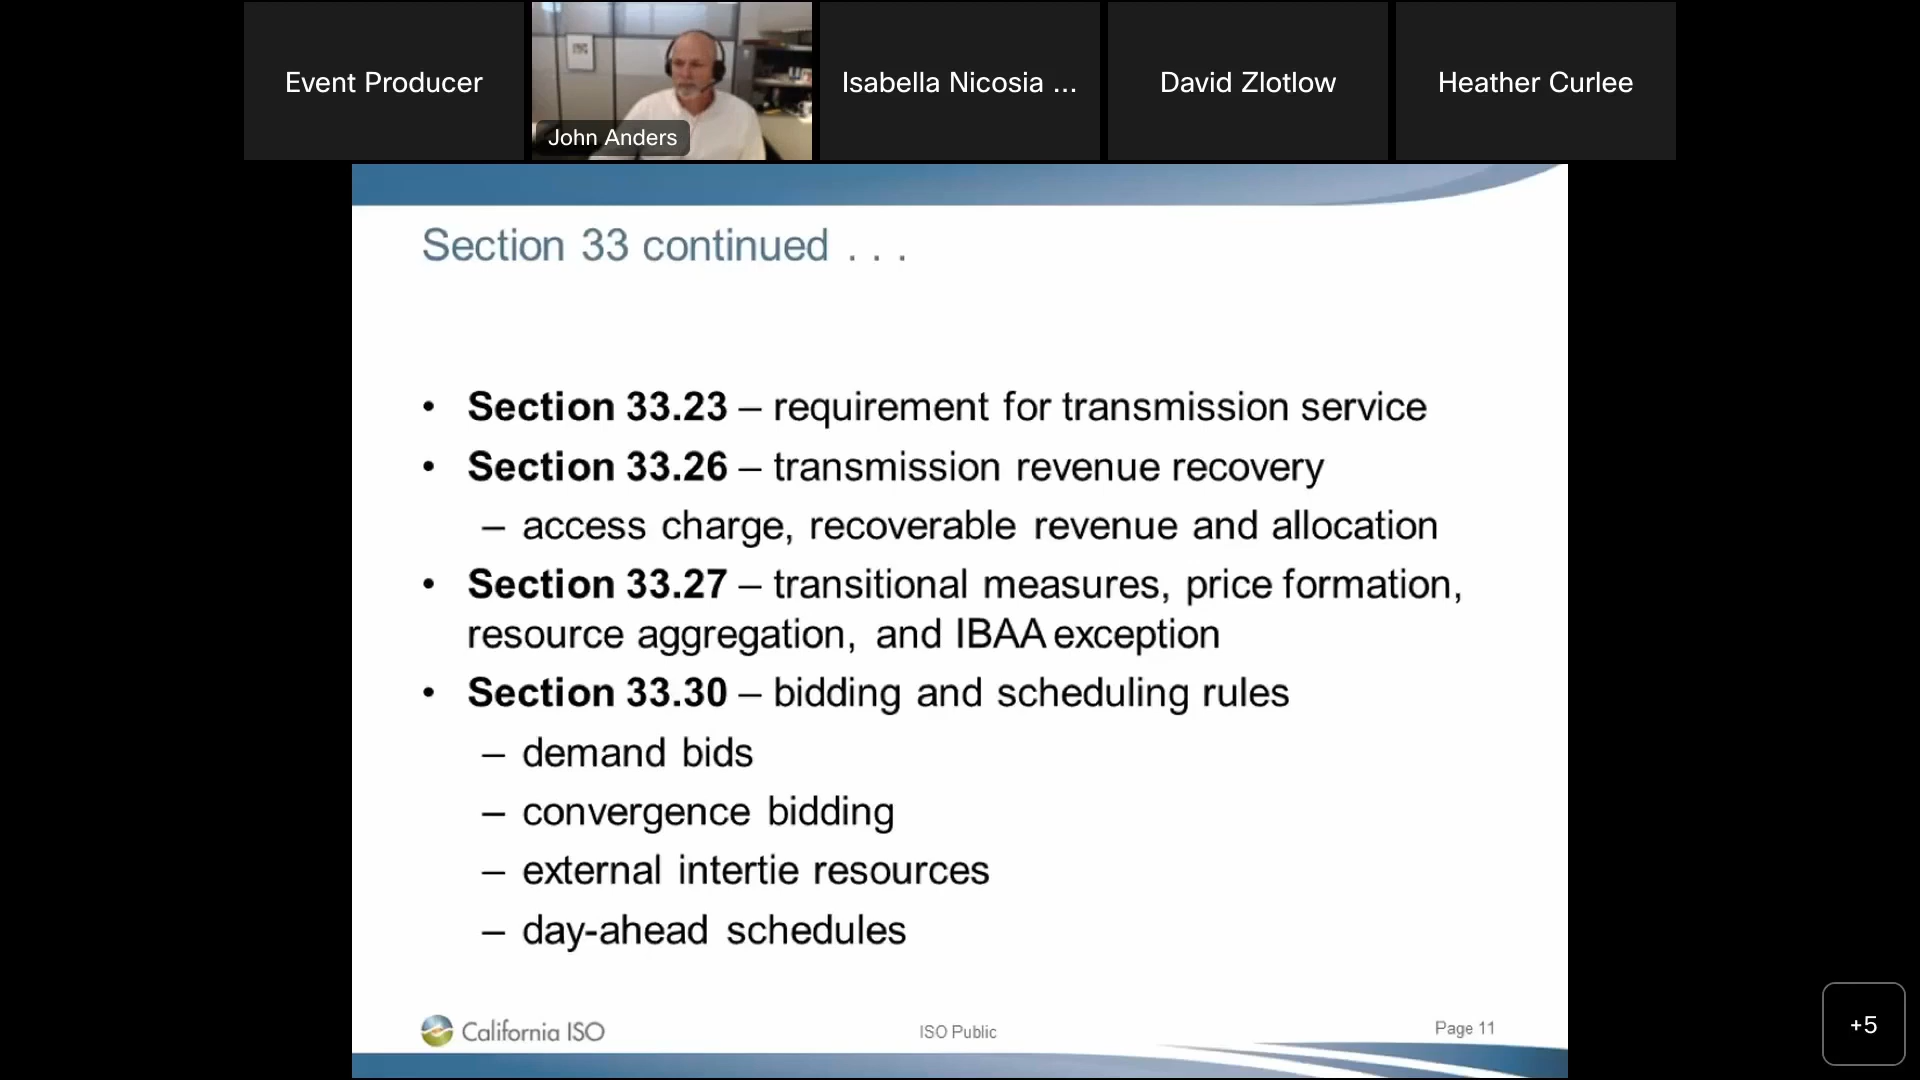 Event Producer
John Anders
Isabella Nicosia ...
David Zlotlow
Heather Curlee
Section 33 continued . . .
• Section 33.23 – requirement for transmission service
• Section 33.26 – transmission revenue recovery
– access charge, recoverable revenue and allocation
• Section 33.27 – transitional measures, price formation,
resource aggregation, and IBAA exception
• Section 33.30 – bidding and scheduling rules
– demand bids
– convergence bidding
– external intertie resources
– day-ahead schedules
California ISO
ISO Public
Page 11
+5